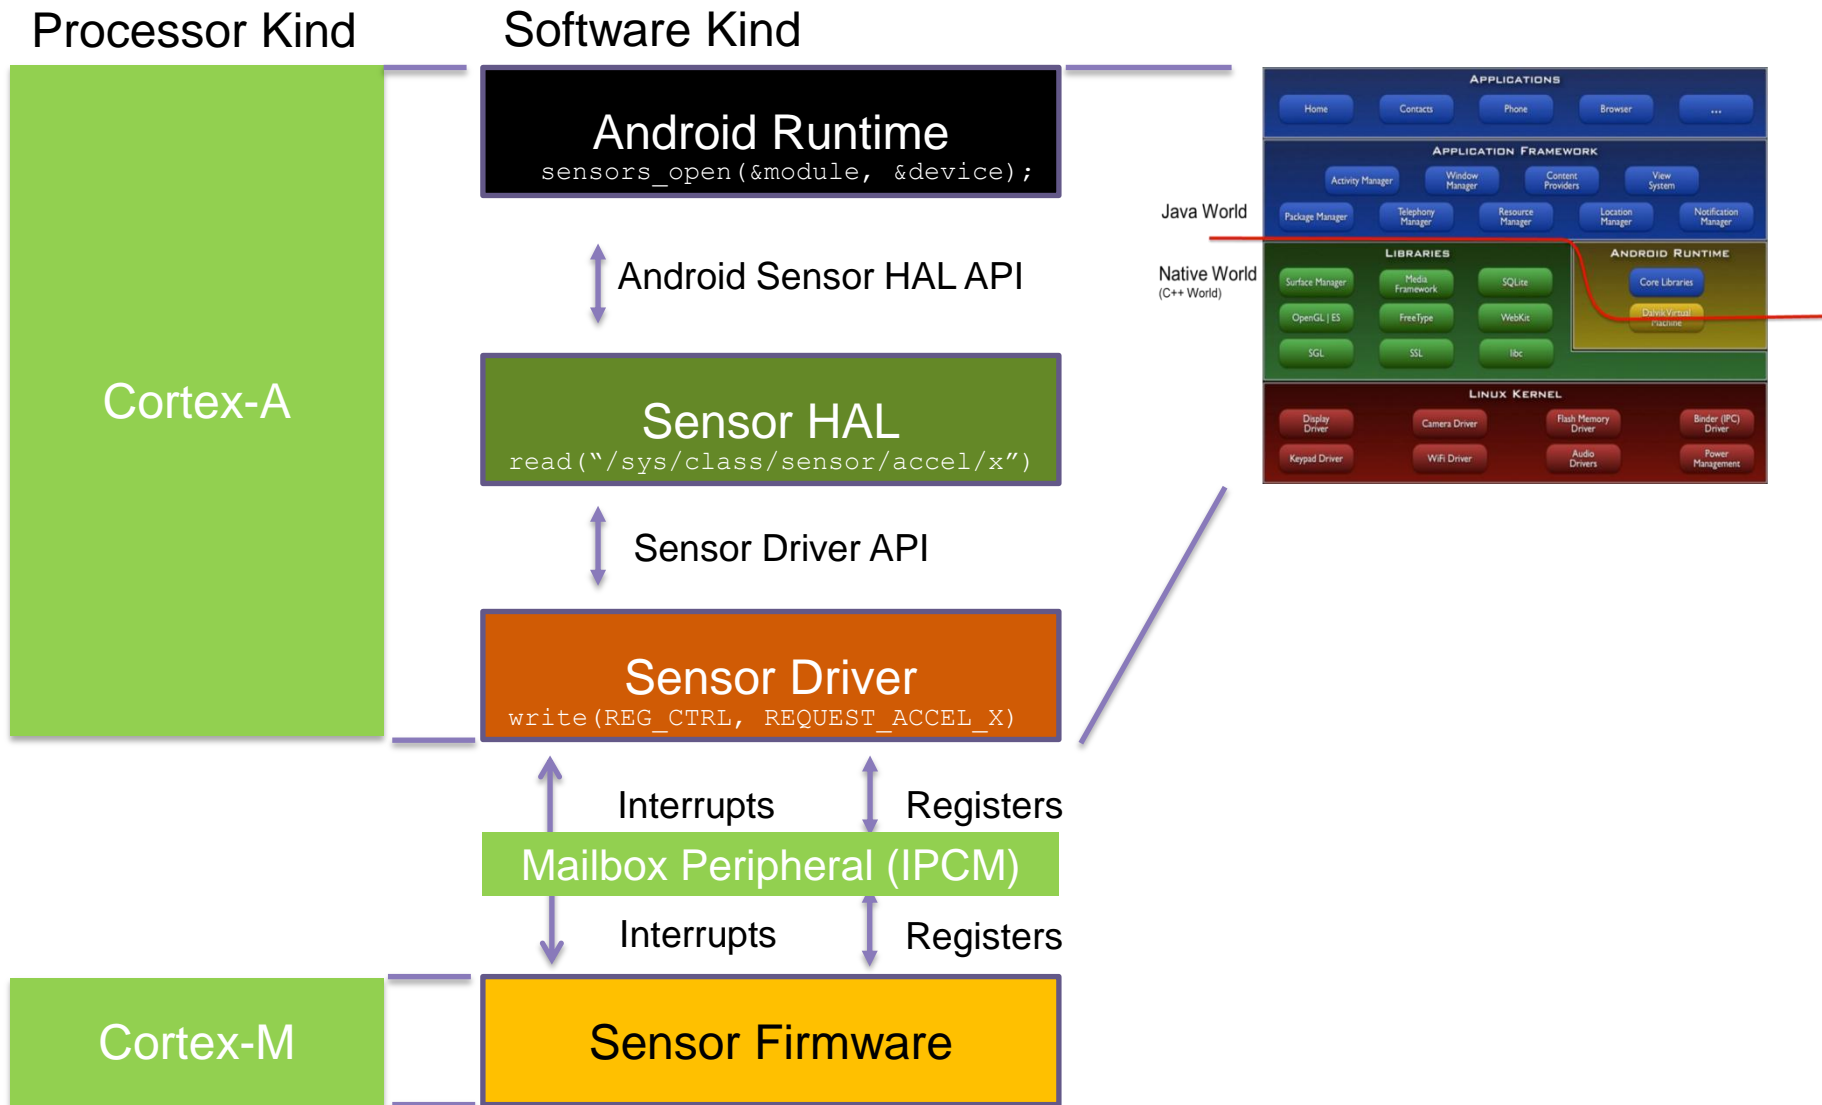 Processor Kind
Software Kind
Cortex-A
Android Runtime
sensors_open(&module, &device);
Android Sensor HAL API
Sensor HAL
read(“/sys/class/sensor/accel/x”)
Sensor Driver API
Sensor Driver
write(REG_CTRL, REQUEST_ACCEL_X)
Interrupts
Registers
Mailbox Peripheral (IPCM)
Interrupts
Registers
Cortex-M
Sensor Firmware
Java World
Native World
(C++ World)
APPLICATIONS
Home
Contacts
Phone
Browser
...
APPLICATION FRAMEWORK
Activity Manager
Window
Manager
Content
Providers
View
System
Package Manager
Telephony
Manager
Resource
Manager
Location
Manager
Notification
Manager
LIBRARIES
Surface Manager
Media
Framework
SQLite
OpenGL | ES
FreeType
WebKit
SGL
SSL
libc
ANDROID RUNTIME
Core Libraries
Dalvik Virtual
Machine
LINUX KERNEL
Display
Driver
Camera Driver
Flash Memory
Driver
Binder (IPC)
Driver
Keypad Driver
WiFi Driver
Audio
Drivers
Power
Management